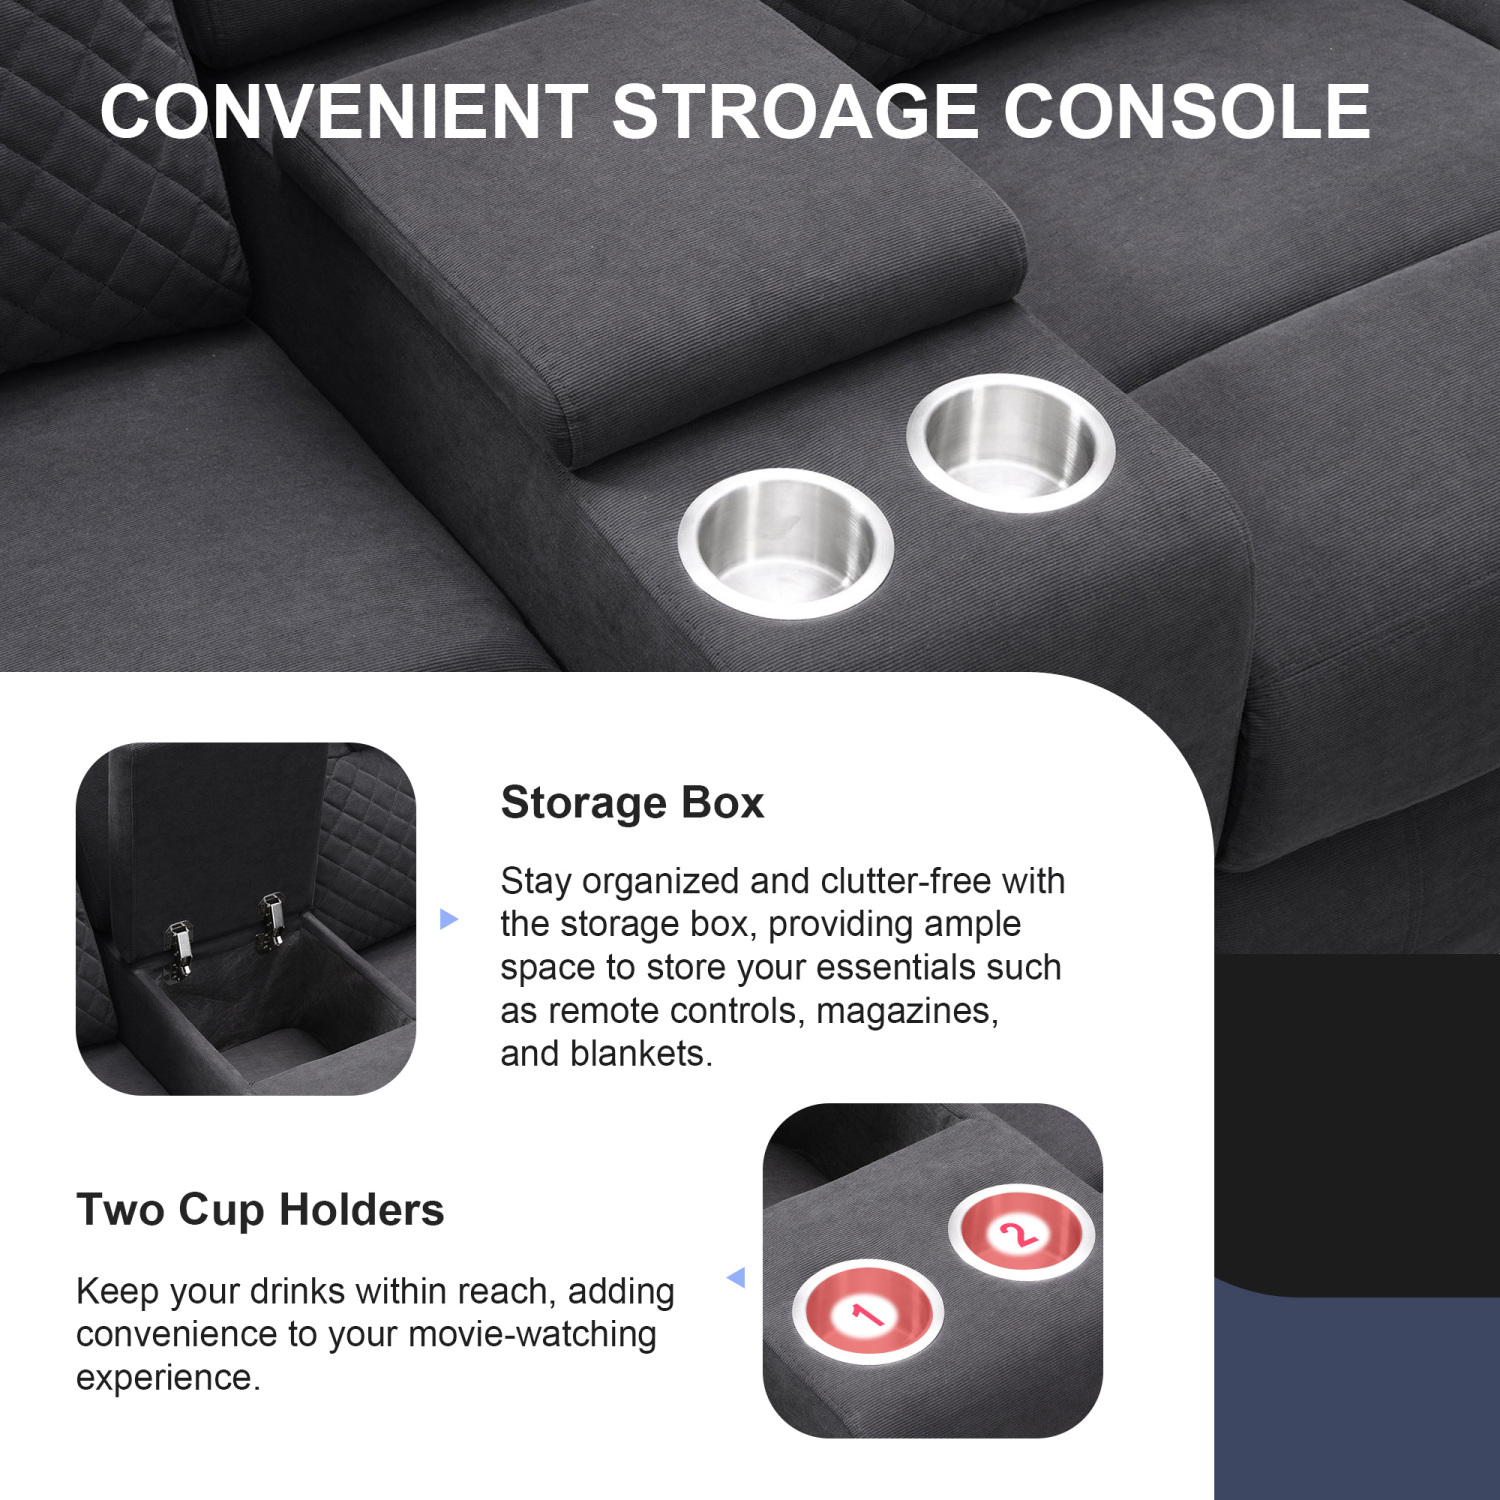 CONVENIENT STROAGE CONSOLE
Storage Box
Stay organized and clutter-free with
the storage box, providing ample
space to store your essentials such
as remote controls, magazines,
and blankets.
Two Cup Holders
Keep your drinks within reach, adding
convenience to your movie-watching
experience.
1
2